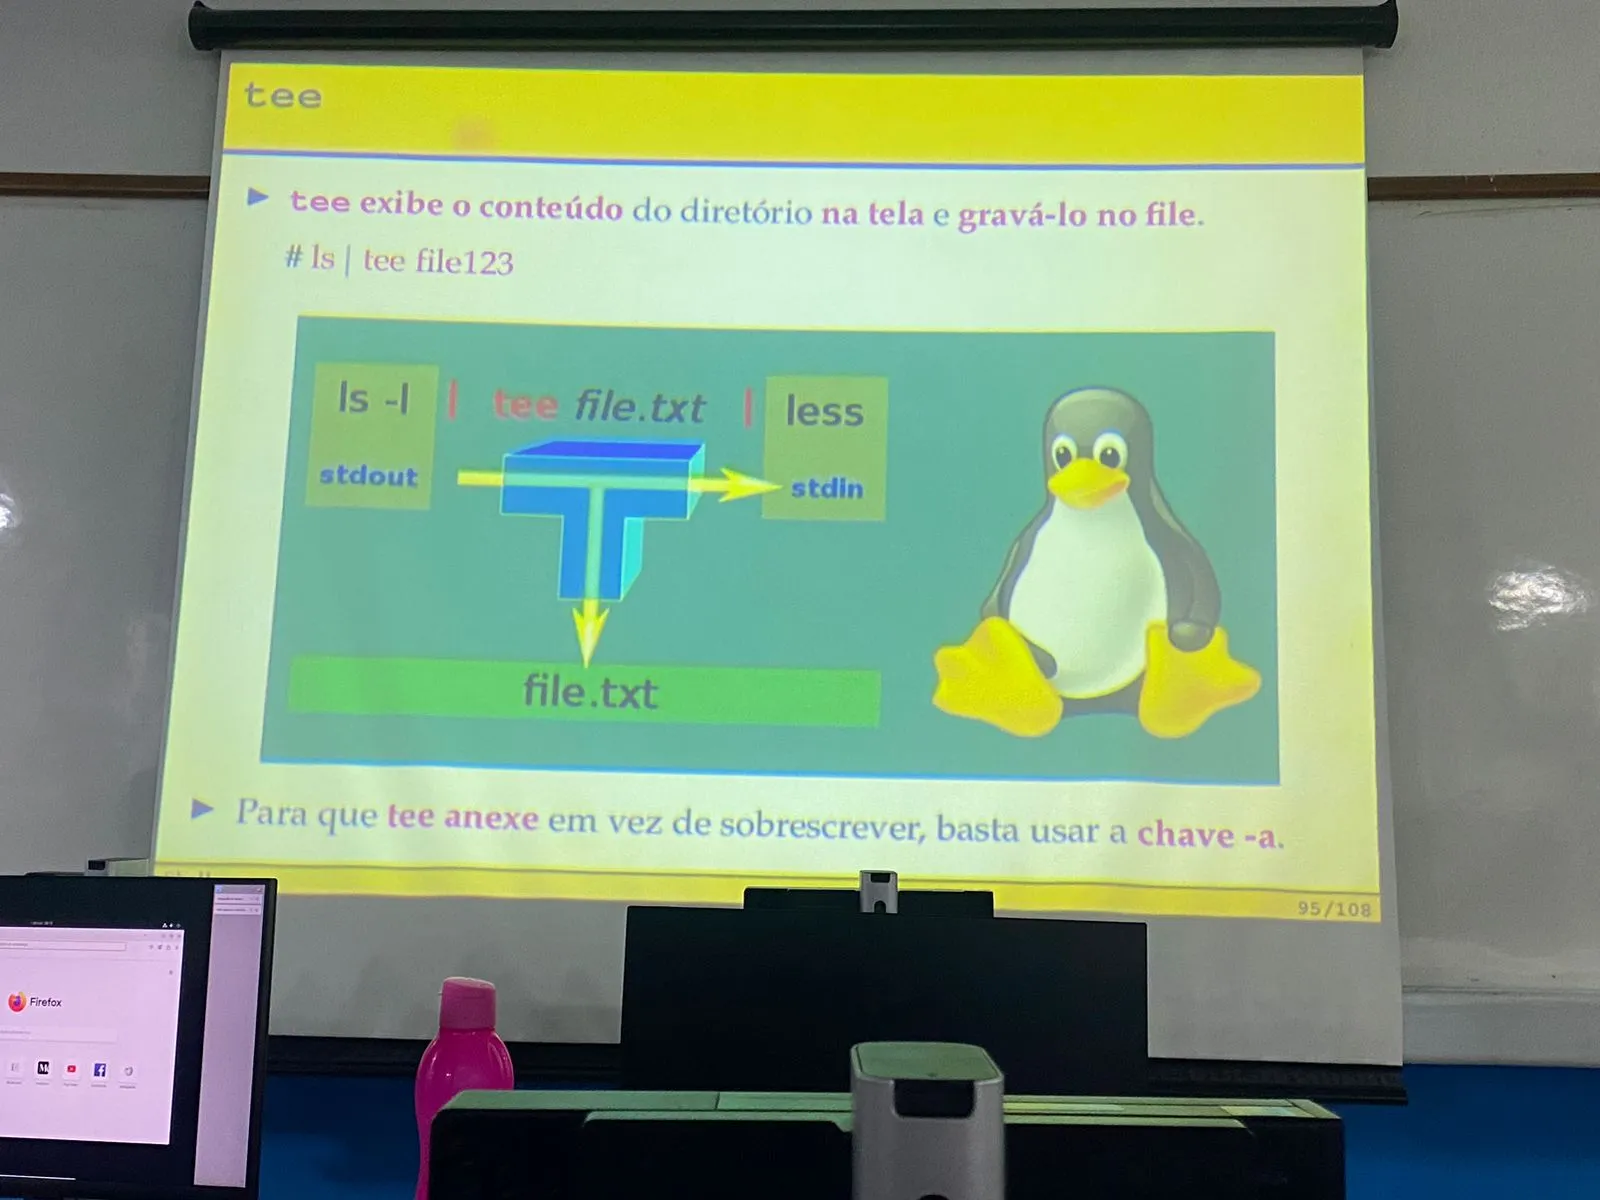 tee
► tee exibe o conteúdo do diretório na tela e gravá-lo no file.
# ls | tee file123
ls -l | tee file.txt | less
stdout
stdin
file.txt
► Para que tee anexe em vez de sobrescrever, basta usar a chave -a.
95/108
Firefox